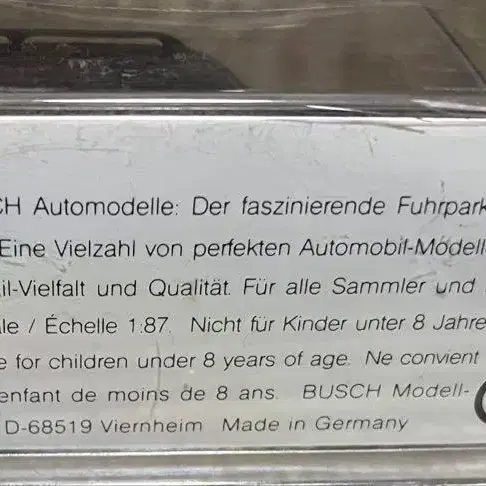 CH Automodelle: Der faszinierende Fuhrpark
Eine Vielzahl von perfekten Automobil-Modell
il-Vielfalt und Qualität. Für alle Sammler und
le / Échelle 1:87. Nicht für Kinder unter 8 Jahre
e for children under 8 years of age. Ne convient
enfant de moins de 8 ans. BUSCH Modell-
D-68519 Viernheim Made in Germany